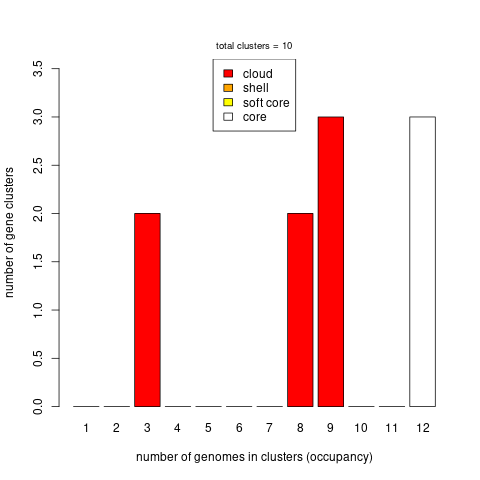 total clusters = 10
cloud
shell
soft core
core
number of gene clusters
3.5
3.0
2.5
2.0
1.5
1.0
0.5
0.0
1 2 3 4 5 6 7 8 9 10 11 12
number of genomes in clusters (occupancy)